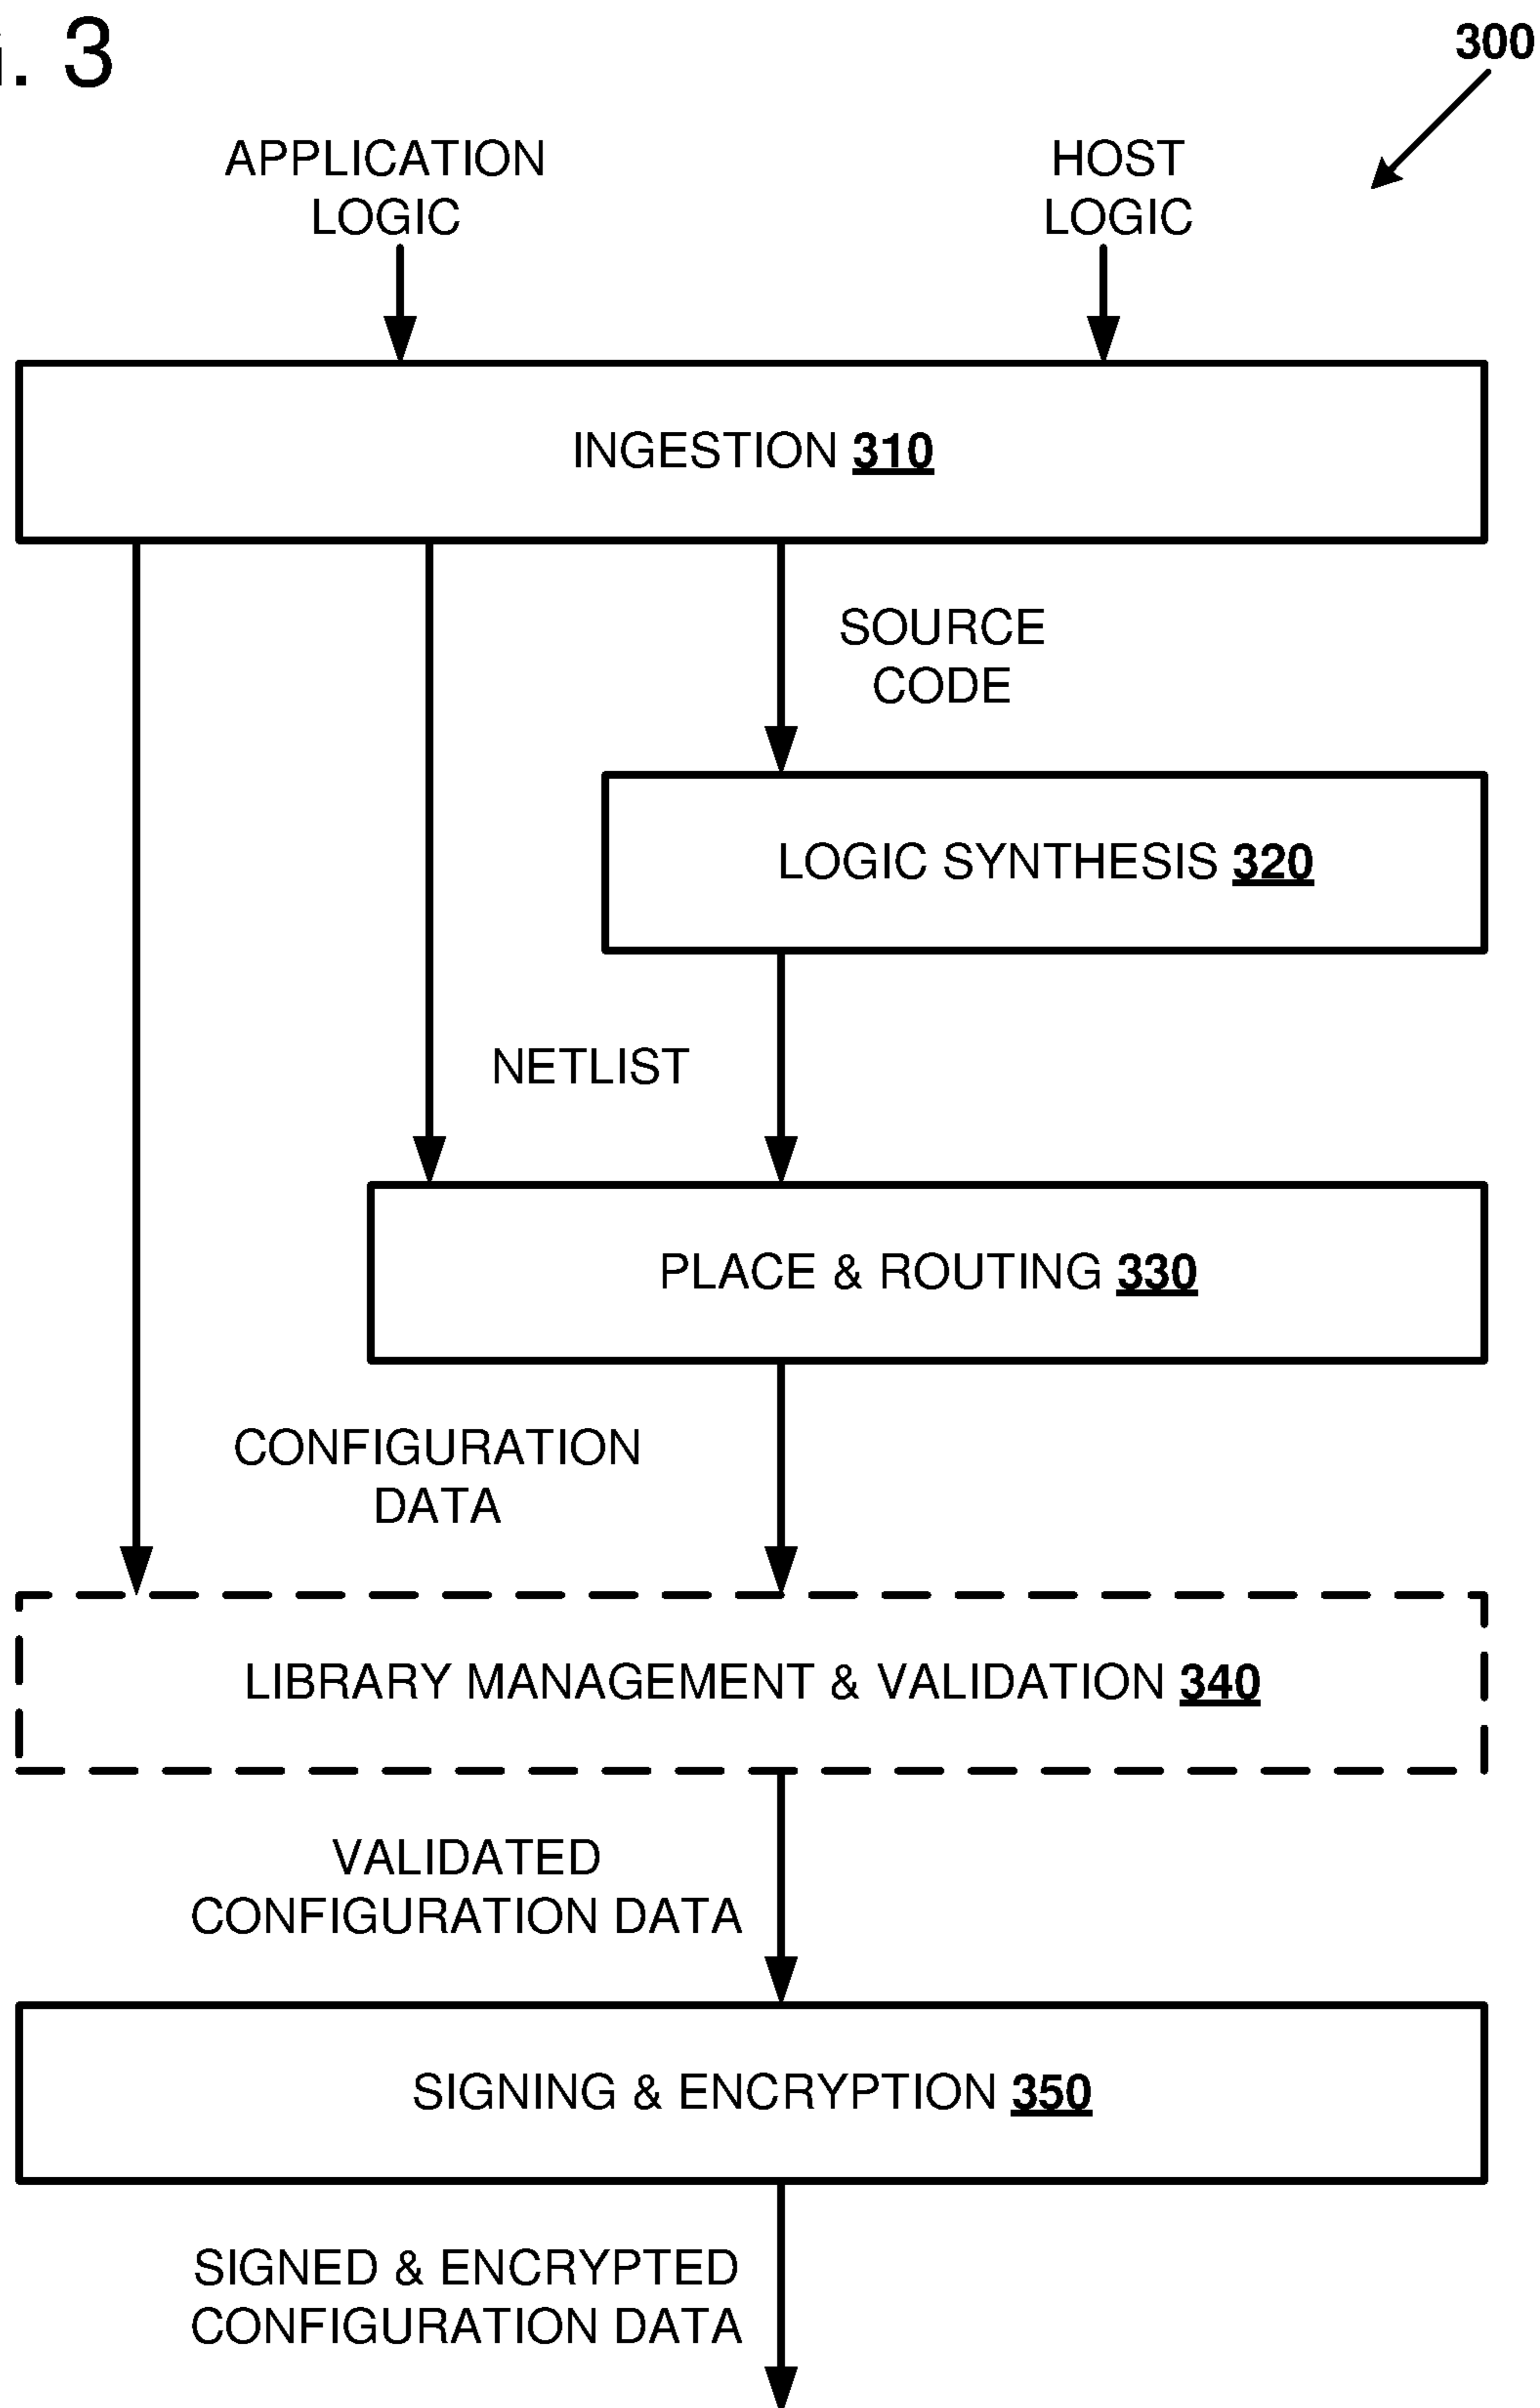 . 3
300
APPLICATION
LOGIC
HOST
LOGIC
INGESTION 310
SOURCE
CODE
LOGIC SYNTHESIS 320
NETLIST
PLACE & ROUTING 330
CONFIGURATION
DATA
LIBRARY MANAGEMENT & VALIDATION 340
VALIDATED
CONFIGURATION DATA
SIGNING & ENCRYPTION 350
SIGNED & ENCRYPTED
CONFIGURATION DATA